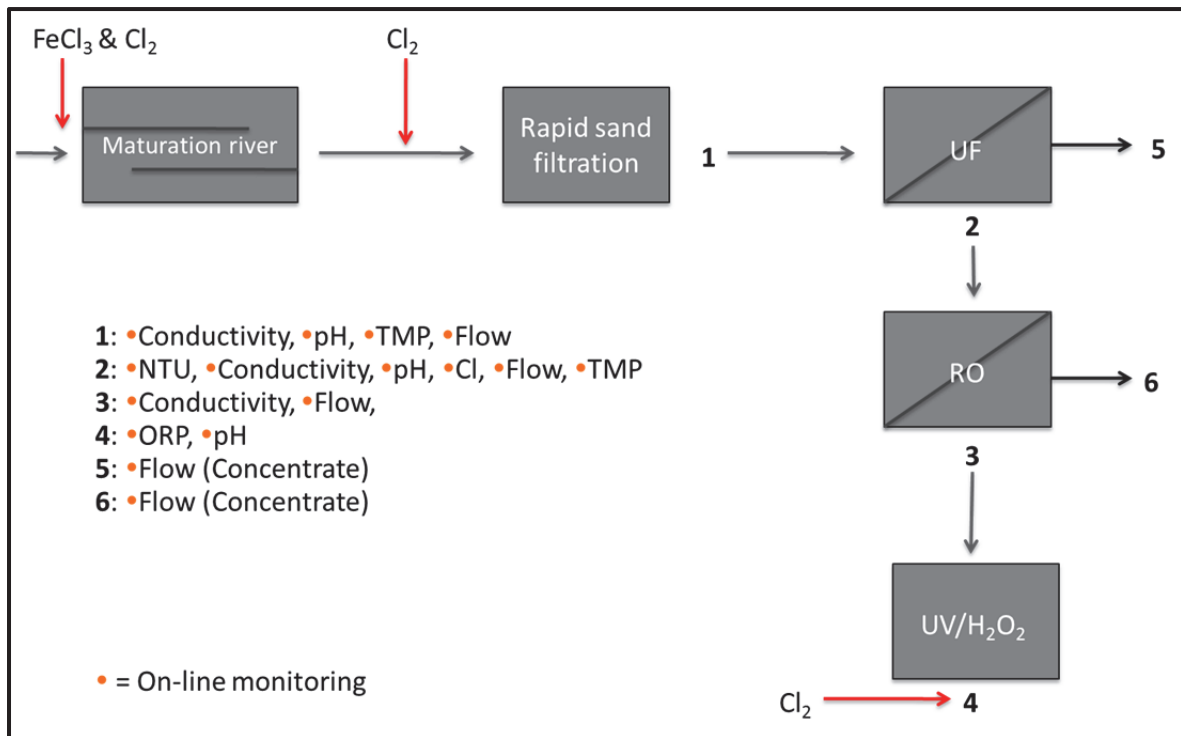 FeCl₃ & Cl₂
Cl₂
Maturation river
Rapid sand
filtration
1
UF
5
2
RO
6
3
1: •Conductivity, •pH, •TMP, •Flow
2: •NTU, •Conductivity, •pH, •Cl, •Flow, •TMP
3: •Conductivity, •Flow,
4: •ORP, •pH
5: •Flow (Concentrate)
6: •Flow (Concentrate)
UV/H₂O₂
Cl₂
4
• = On-line monitoring